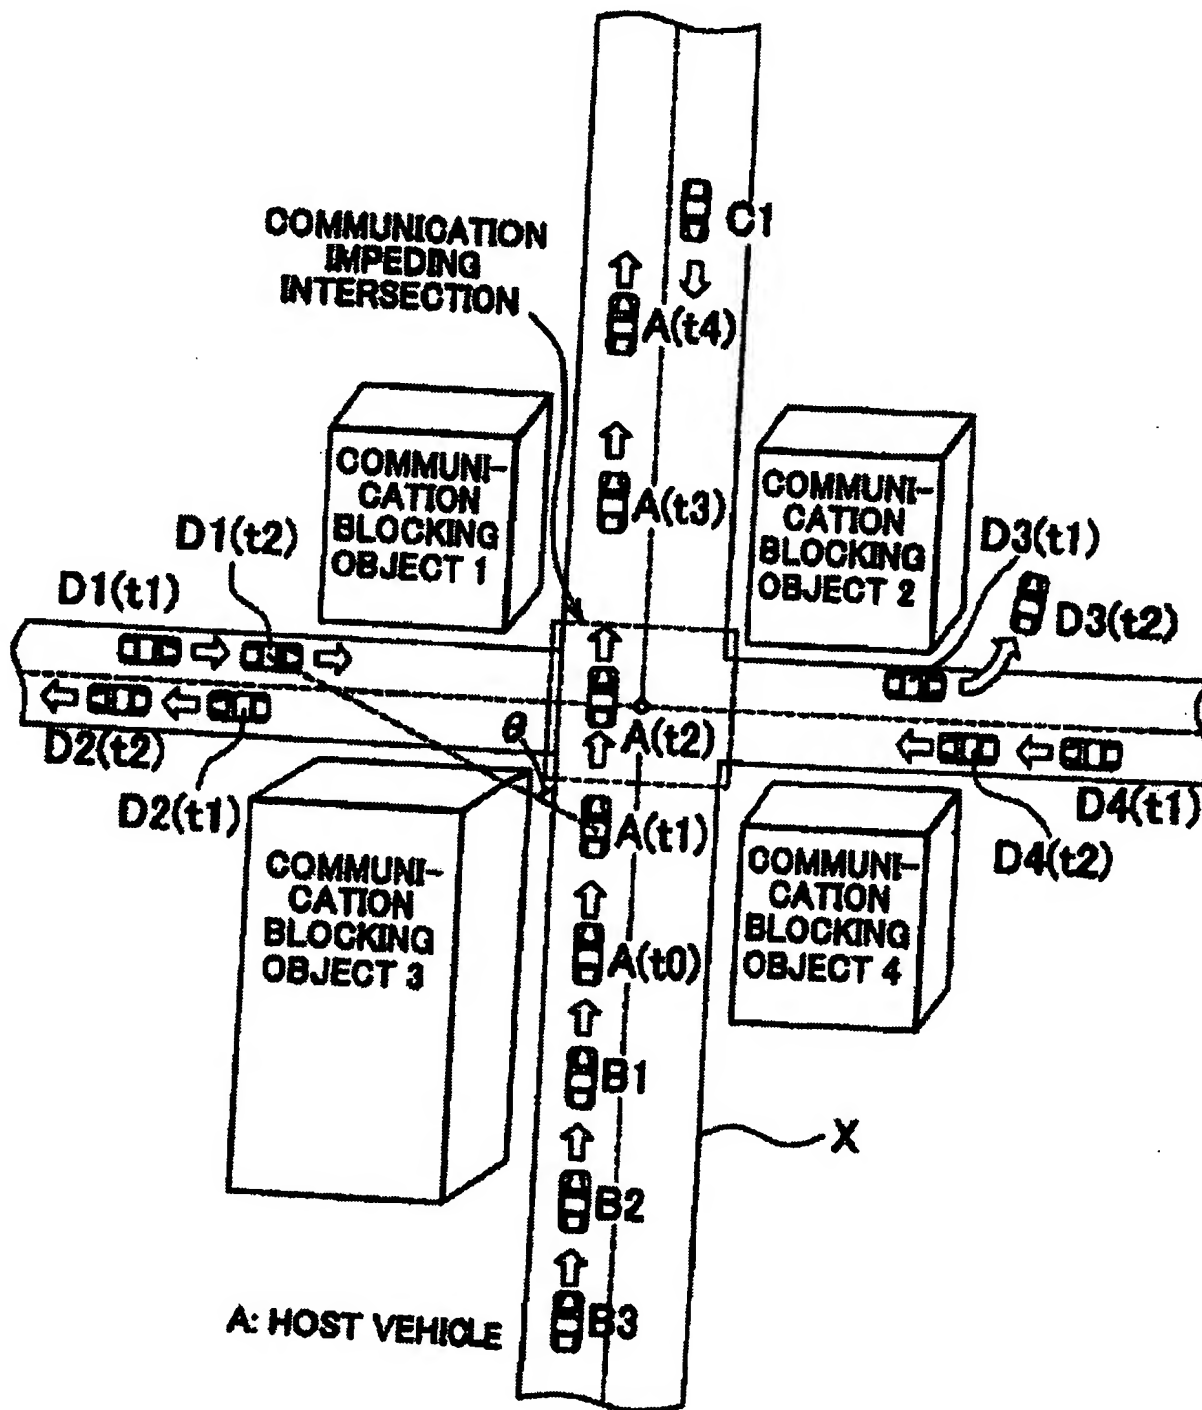 C1
COMMUNICATION
IMPEDING
INTERSECTION
A(t4)
COMMUNI-
CATION
BLOCKING
OBJECT 1
COMMUNI-
CATION
BLOCKING
OBJECT 2
A(t3)
D1(t2)
D3(t1)
D1(t1)
D3(t2)
θ
A(t2)
D2(t2)
D2(t1)
D4(t1)
A(t1)
D4(t2)
COMMUNI-
CATION
BLOCKING
OBJECT 3
COMMUNI-
CATION
BLOCKING
OBJECT 4
A(t0)
B1
X
B2
B3
A: HOST VEHICLE